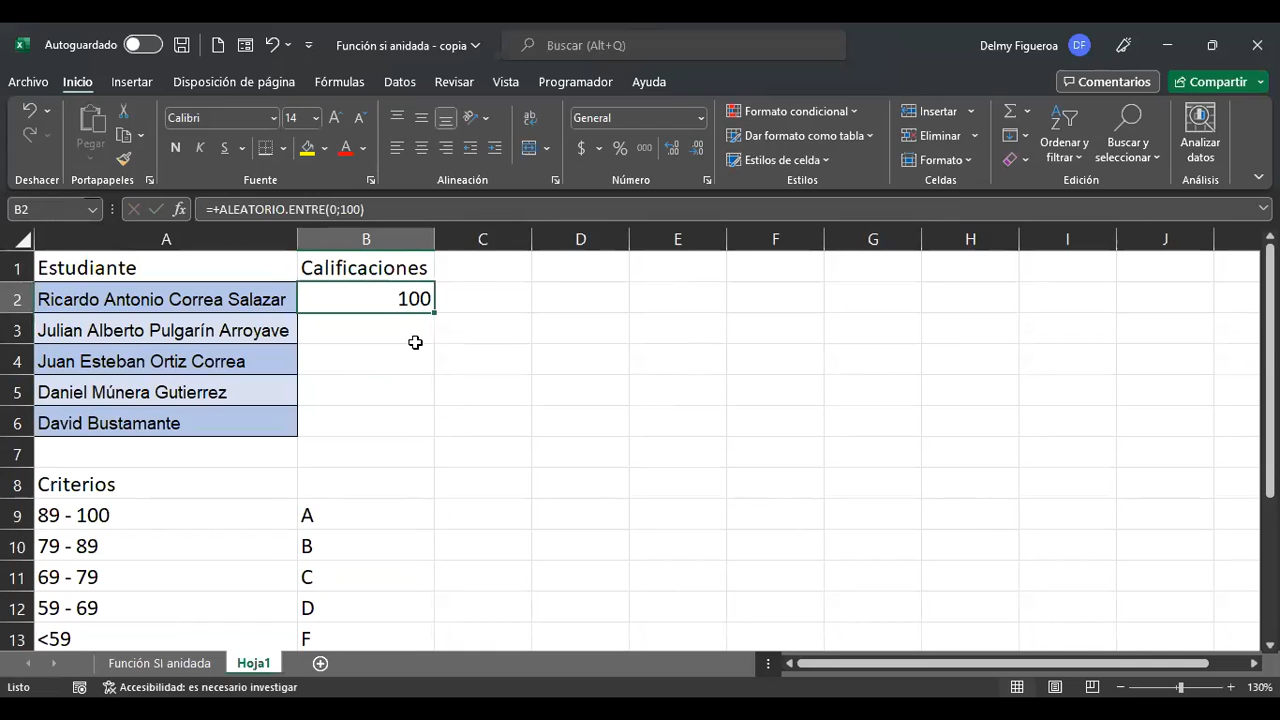 Autoguardado Función si anidada - copia Buscar (Alt+Q) Delmy Figueroa DF
Archivo Inicio Insertar Disposición de página Fórmulas Datos Revisar Vista Programador Ayuda Comentarios Compartir
Pegar Calibri 14 General Formato condicional Insertar
N K S $ % 000 Dar formato como tabla Eliminar Ordenar y filtrar Buscar y seleccionar Analizar datos
Estilos de celda Formato
Deshacer Portapapeles Fuente Alineación Número Estilos Celdas Edición Análisis
B2 fx =+ALEATORIO.ENTRE(0;100)
A B C D E F G H I J
1 Estudiante Calificaciones
2 Ricardo Antonio Correa Salazar 100
3 Julian Alberto Pulgarín Arroyave
4 Juan Esteban Ortiz Correa
5 Daniel Múnera Gutierrez
6 David Bustamante
7
8 Criterios
9 89 - 100 A
10 79 - 89 B
11 69 - 79 C
12 59 - 69 D
13 <59 F
Función SI anidada Hoja1
Listo Accesibilidad: es necesario investigar 130%